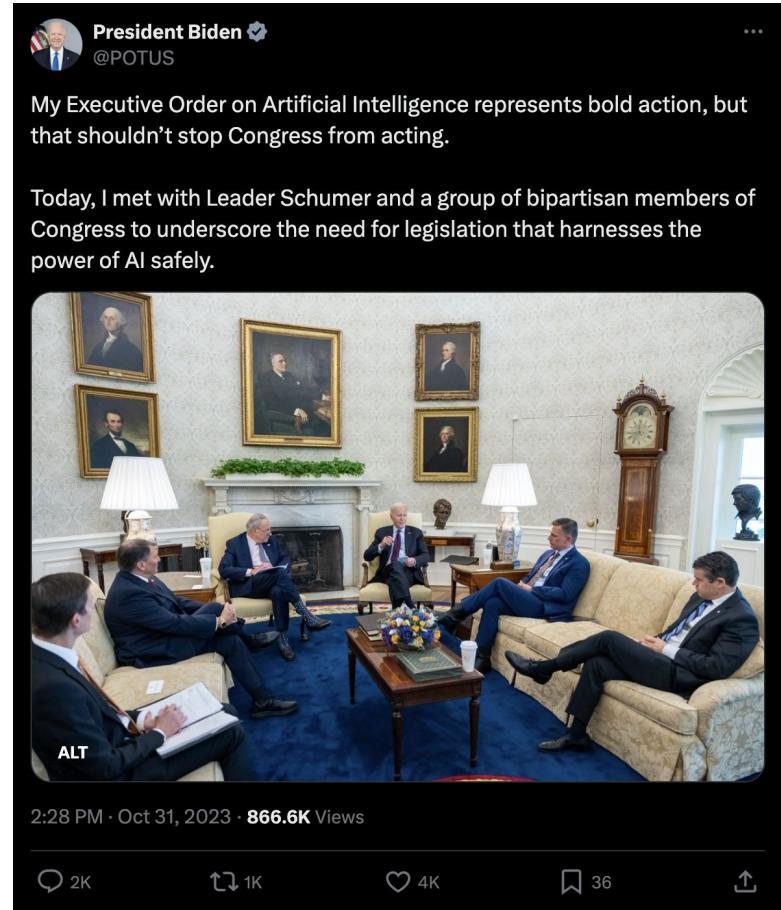 President Biden
@POTUS
My Executive Order on Artificial Intelligence represents bold action, but
that shouldn’t stop Congress from acting.
Today, I met with Leader Schumer and a group of bipartisan members of
Congress to underscore the need for legislation that harnesses the
power of AI safely.
ALT
2:28 PM · Oct 31, 2023 · 866.6K Views
2K 1K 4K 36